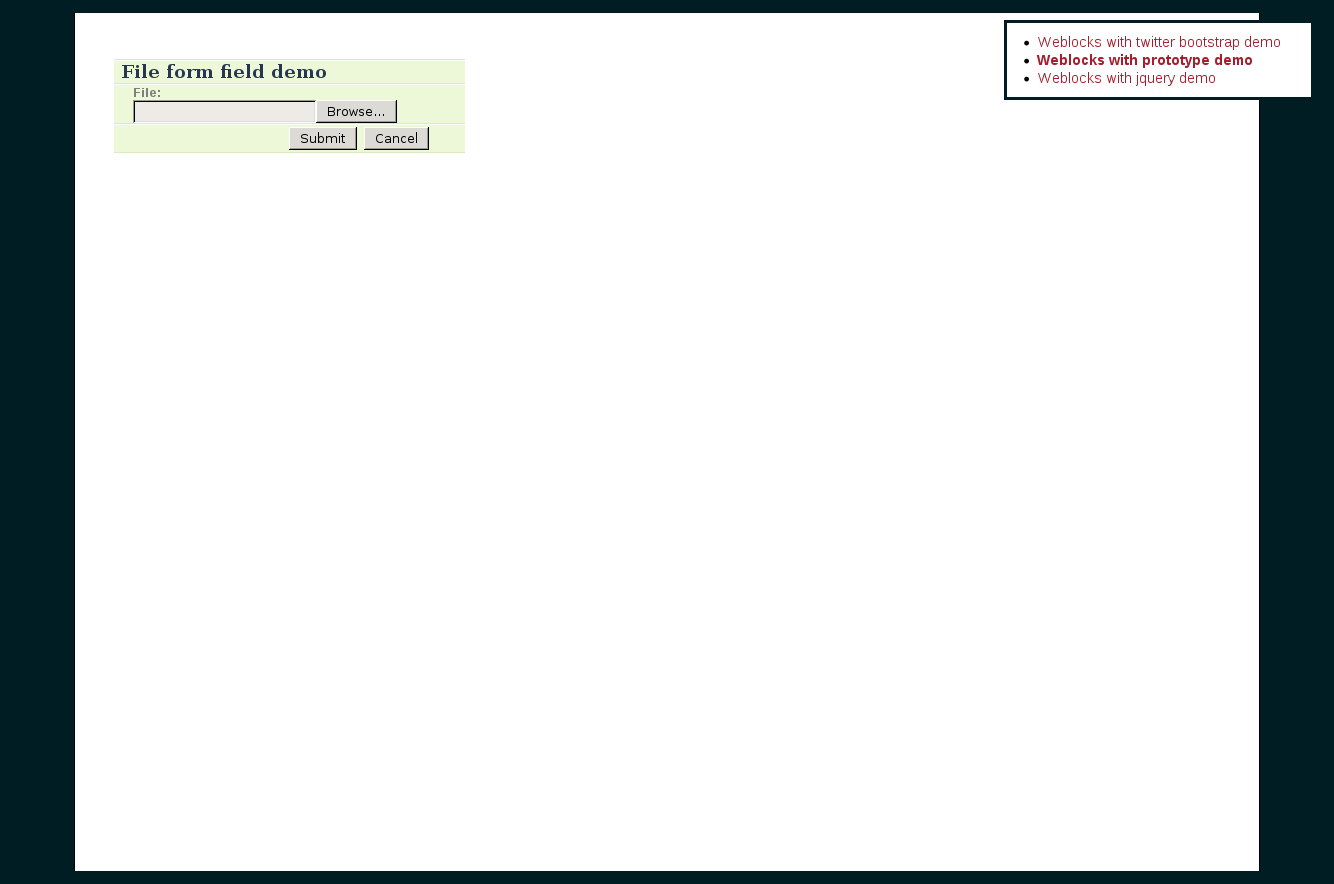 Weblocks with twitter bootstrap demo
Weblocks with prototype demo
Weblocks with jquery demo
File form field demo
File:
Browse...
Submit Cancel